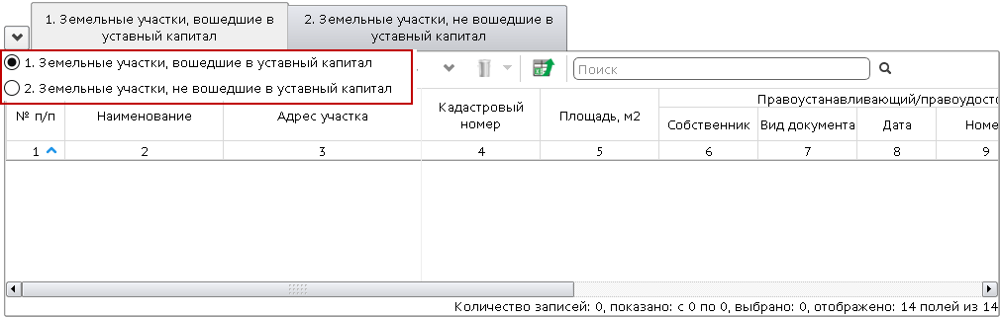 1. Земельные участки, вошедшие в
уставный капитал
2. Земельные участки, не вошедшие в
уставный капитал
1. Земельные участки, вошедшие в уставный капитал
2. Земельные участки, не вошедшие в уставный капитал
Поиск
№ п/п
Наименование
Адрес участка
Кадастровый
номер
Площадь, м2
Правоустанавливающий/правоудосто
Собственник
Вид документа
Дата
Номе
1 2 3 4 5 6 7 8 9
Количество записей: 0, показано: с 0 по 0, выбрано: 0, отображено: 14 полей из 14